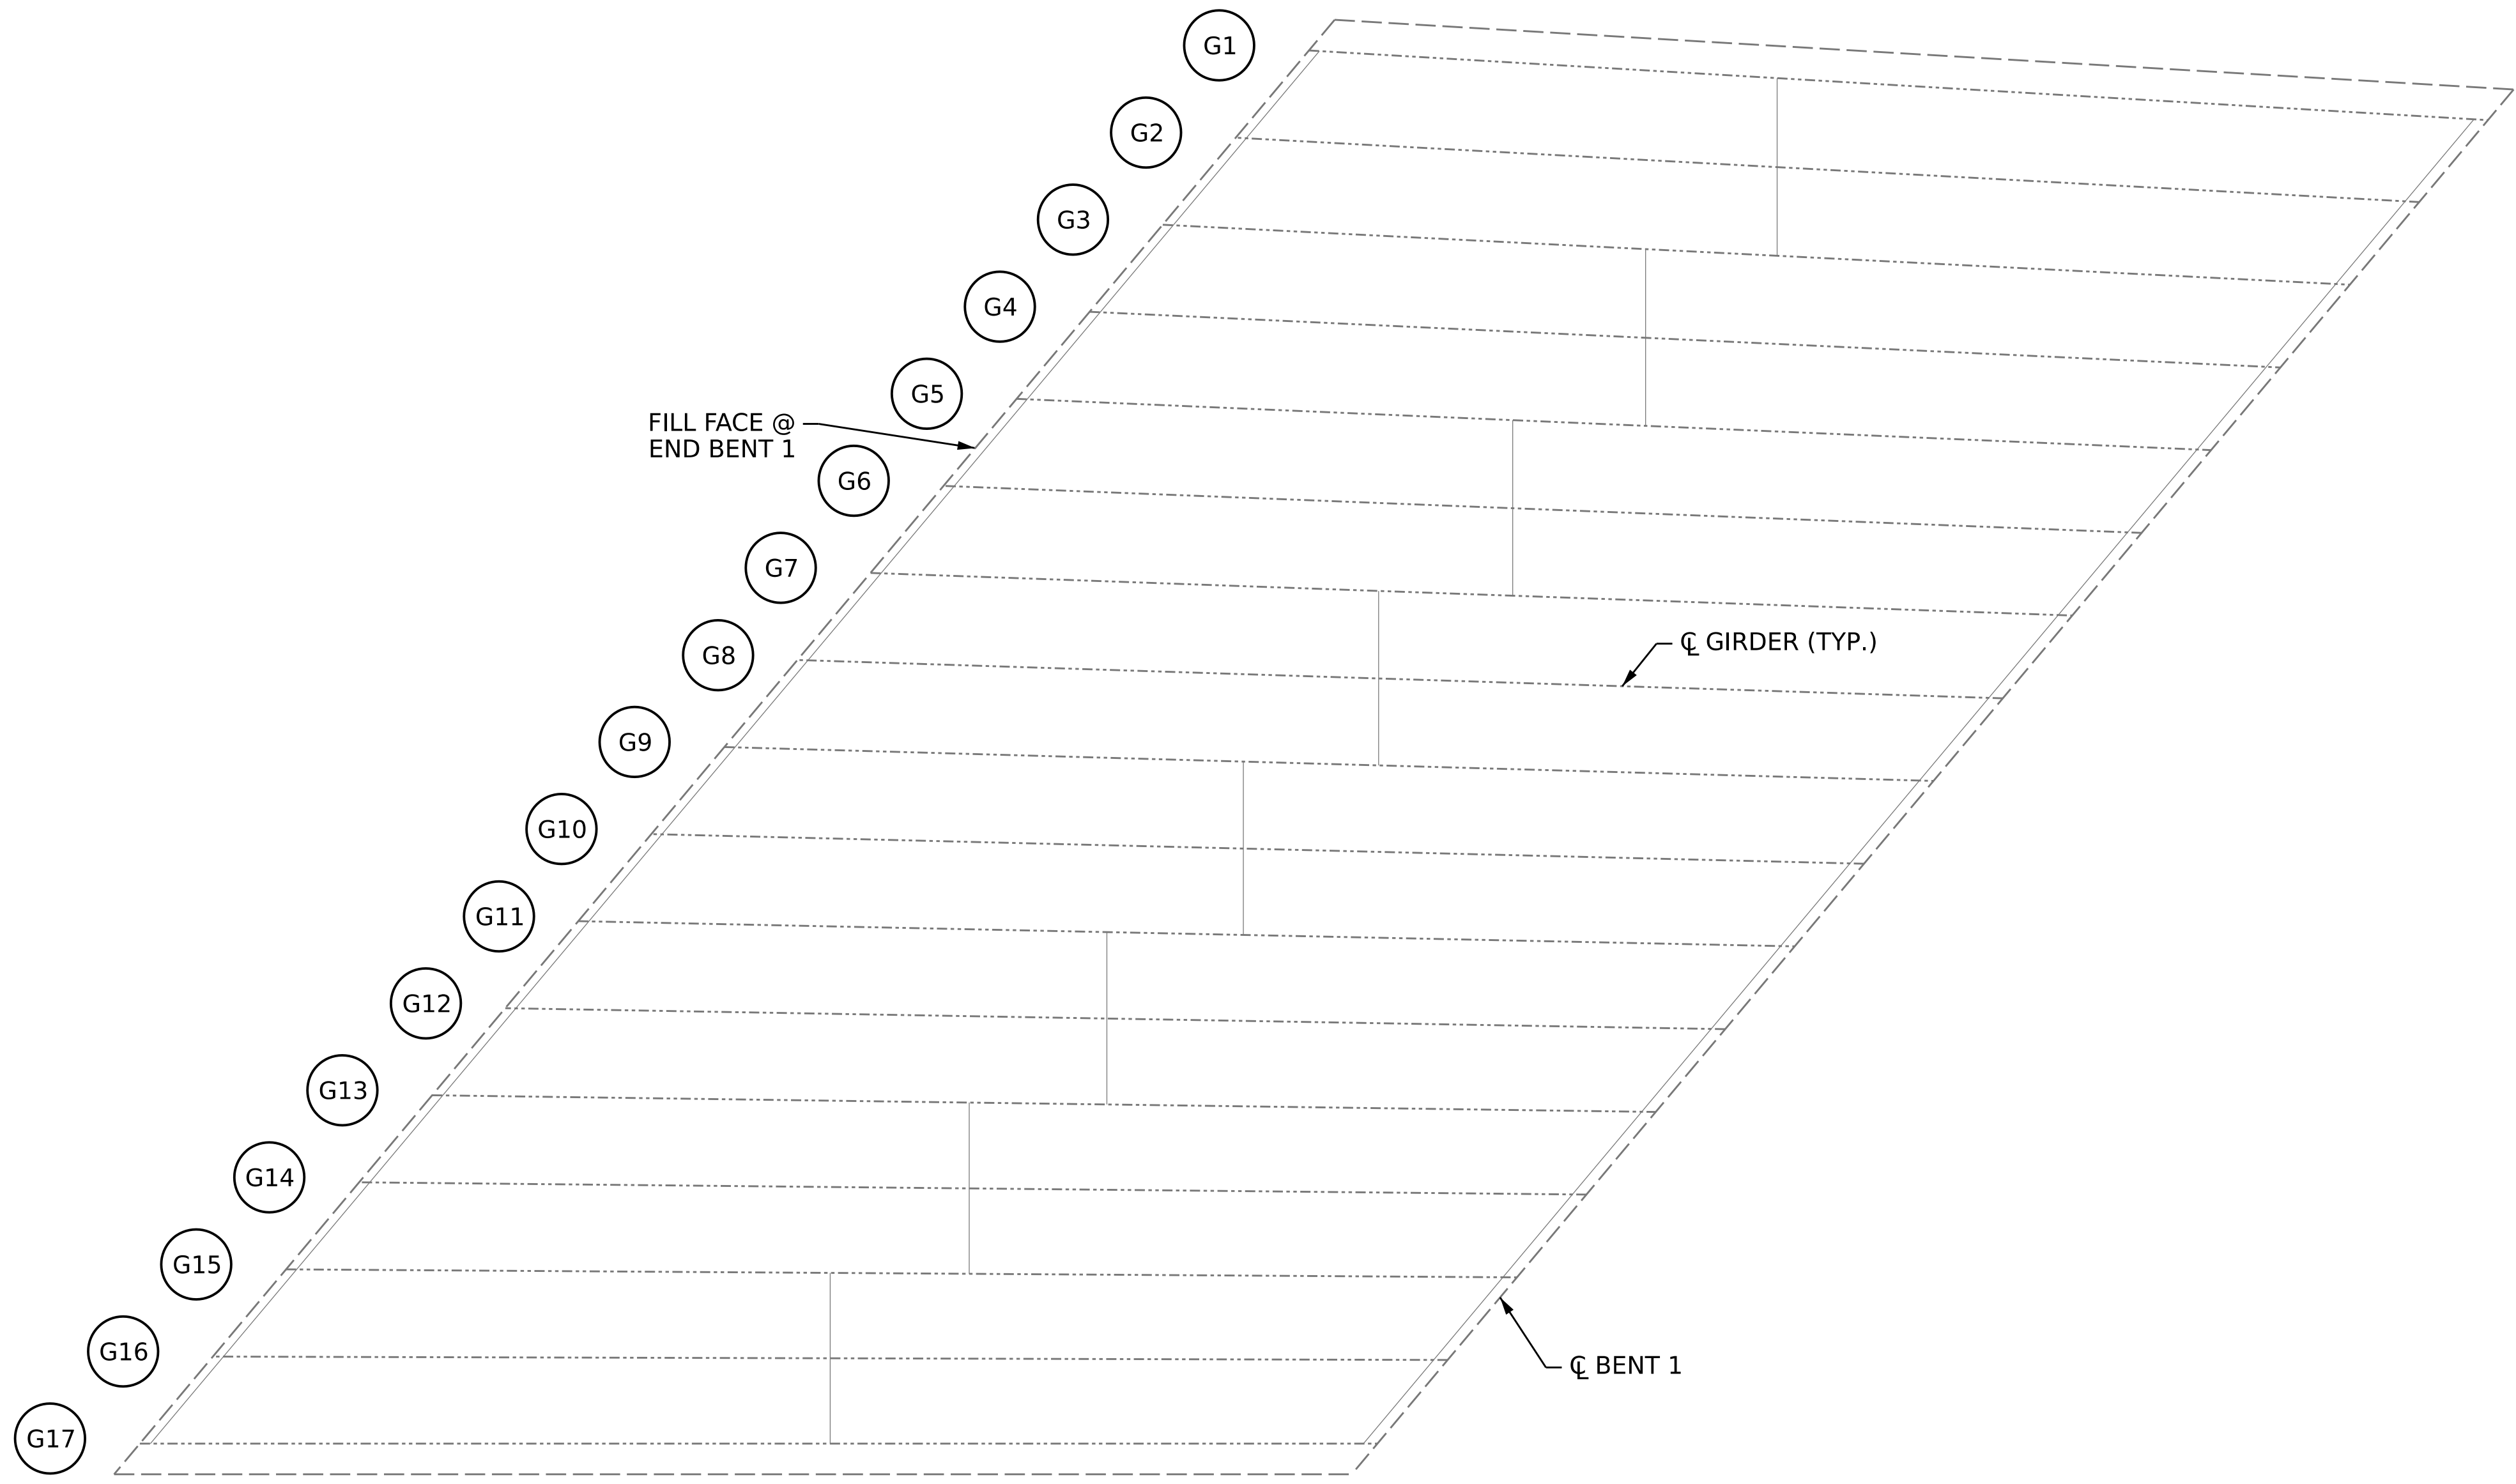 G1
G2
G3
G4
G5
FILL FACE @
END BENT 1
G6
G7
℄ GIRDER (TYP.)
G8
G9
G10
G11
G12
G13
G14
G15
G16
℄ BENT 1
G17